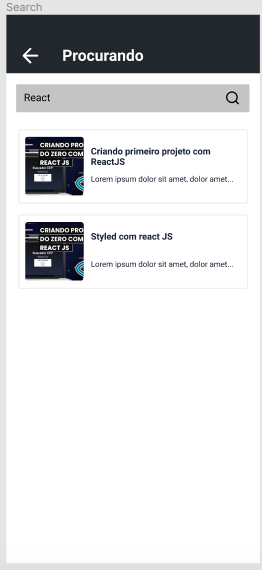 Search
Procurando
React
CRIANDO PRO
DO ZERO COM
REACT JS
Criando primeiro projeto com
ReactJS
Lorem ipsum dolor sit amet, dolor amet...
CRIANDO PRO
DO ZERO COM
REACT JS
Styled com react JS
Lorem ipsum dolor sit amet, dolor amet...